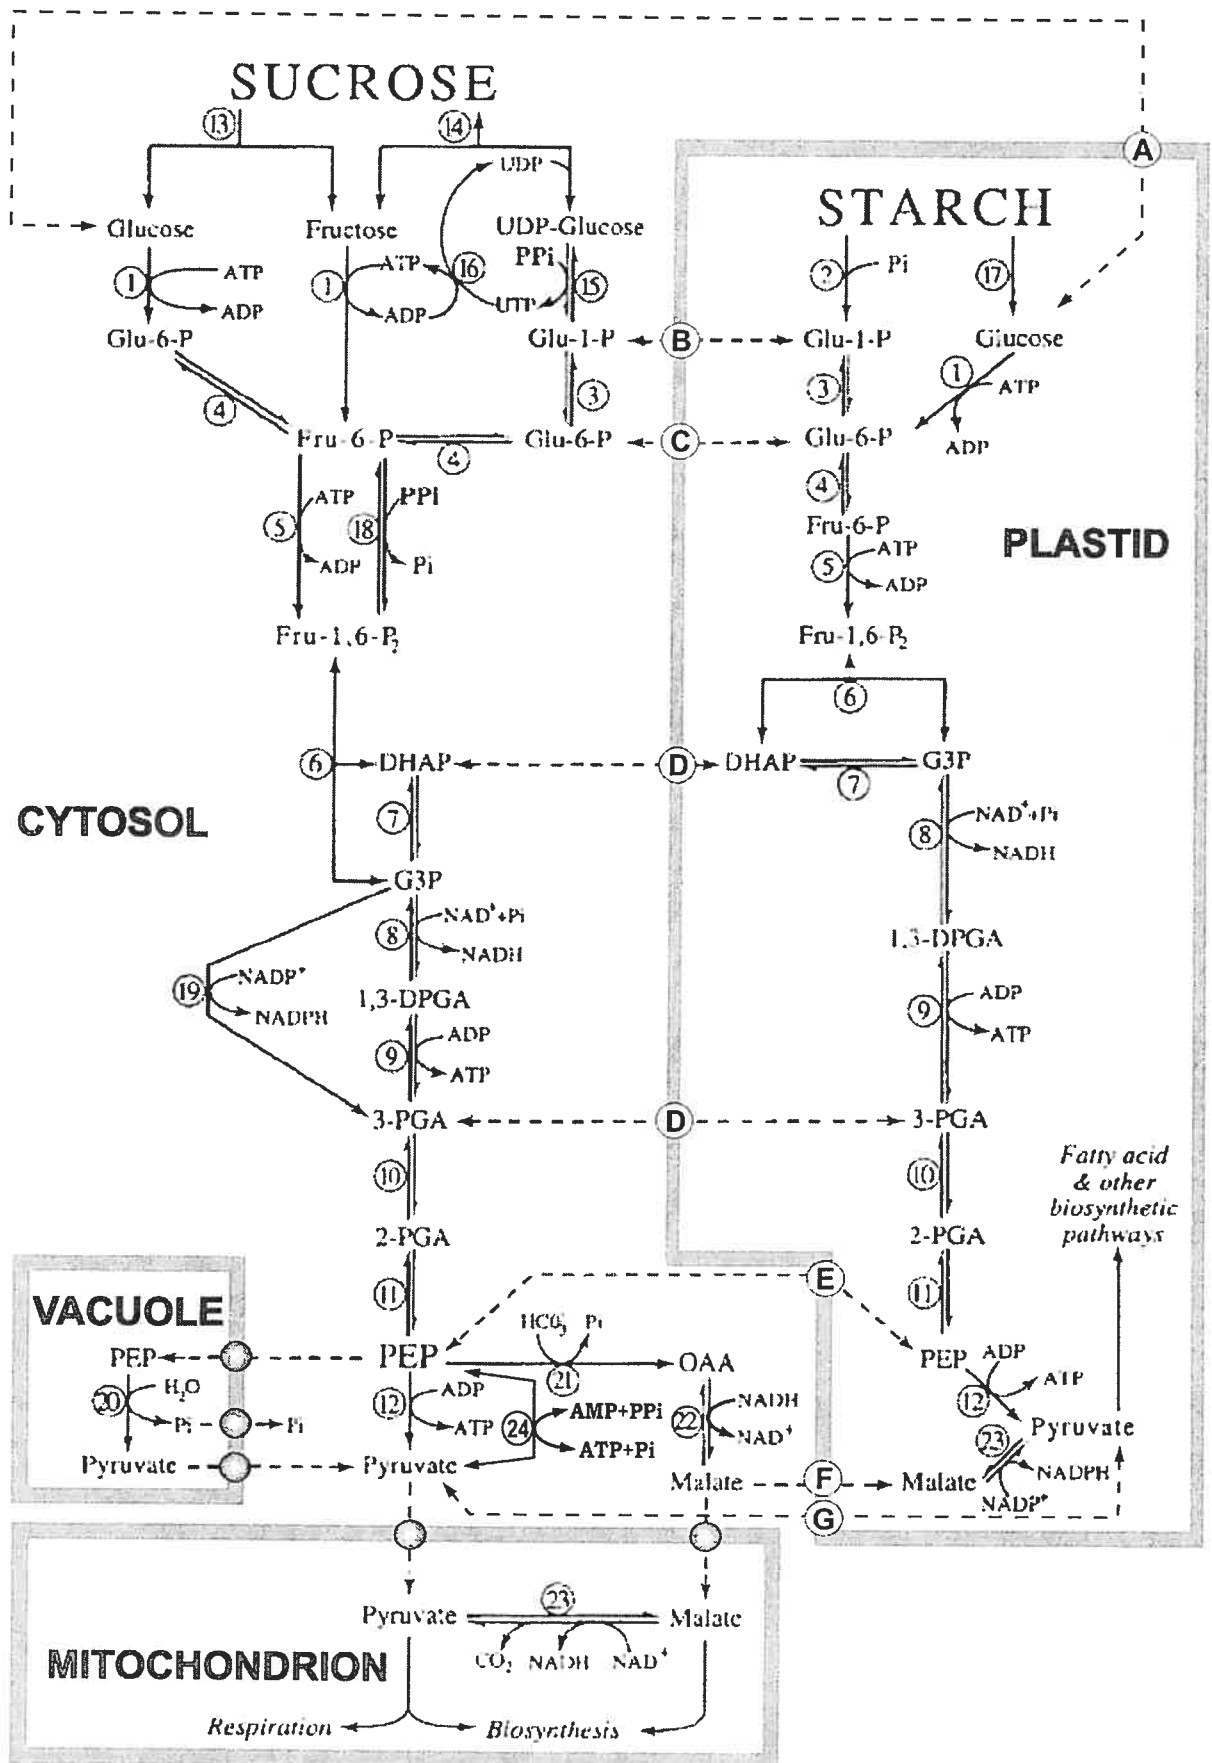 SUCROSE
13
14
A
UDP
STARCH
Glucose
Fructose
UDP-Glucose
PPi
1
ATP
ADP
1
ATP
ADP
16
UTP
15
2
Pi
17
Glu-6-P
Glu-1-P
B
Glu-1-P
Glucose
4
3
3
1
ATP
ADP
Fru-6-P
4
Glu-6-P
C
Glu-6-P
5
ATP
ADP
18
PPi
Pi
4
Fru-6-P
PLASTID
5
ATP
ADP
Fru-1,6-P2
Fru-1,6-P2
6
6
DHAP
D
DHAP
7
G3P
CYTOSOL
7
8
NAD++Pi
NADH
G3P
8
NAD++Pi
NADH
1,3-DPGA
19
NADP+
NADPH
1,3-DPGA
9
ADP
ATP
9
ADP
ATP
3-PGA
D
3-PGA
10
10
Fatty acid
& other
biosynthetic
pathways
2-PGA
2-PGA
11
E
11
VACUOLE
PEP
PEP
HCO3-
Pi
21
OAA
PEP
ADP
ATP
12
20
H2O
Pi
Pi
12
ADP
ATP
24
AMP+PPi
ATP+Pi
22
NADH
NAD+
Pyruvate
23
NADPH
NADP+
Pyruvate
Pyruvate
Malate
F
Malate
G
Pyruvate
23
Malate
CO2
NADH
NAD+
MITOCHONDRION
Respiration
Biosynthesis